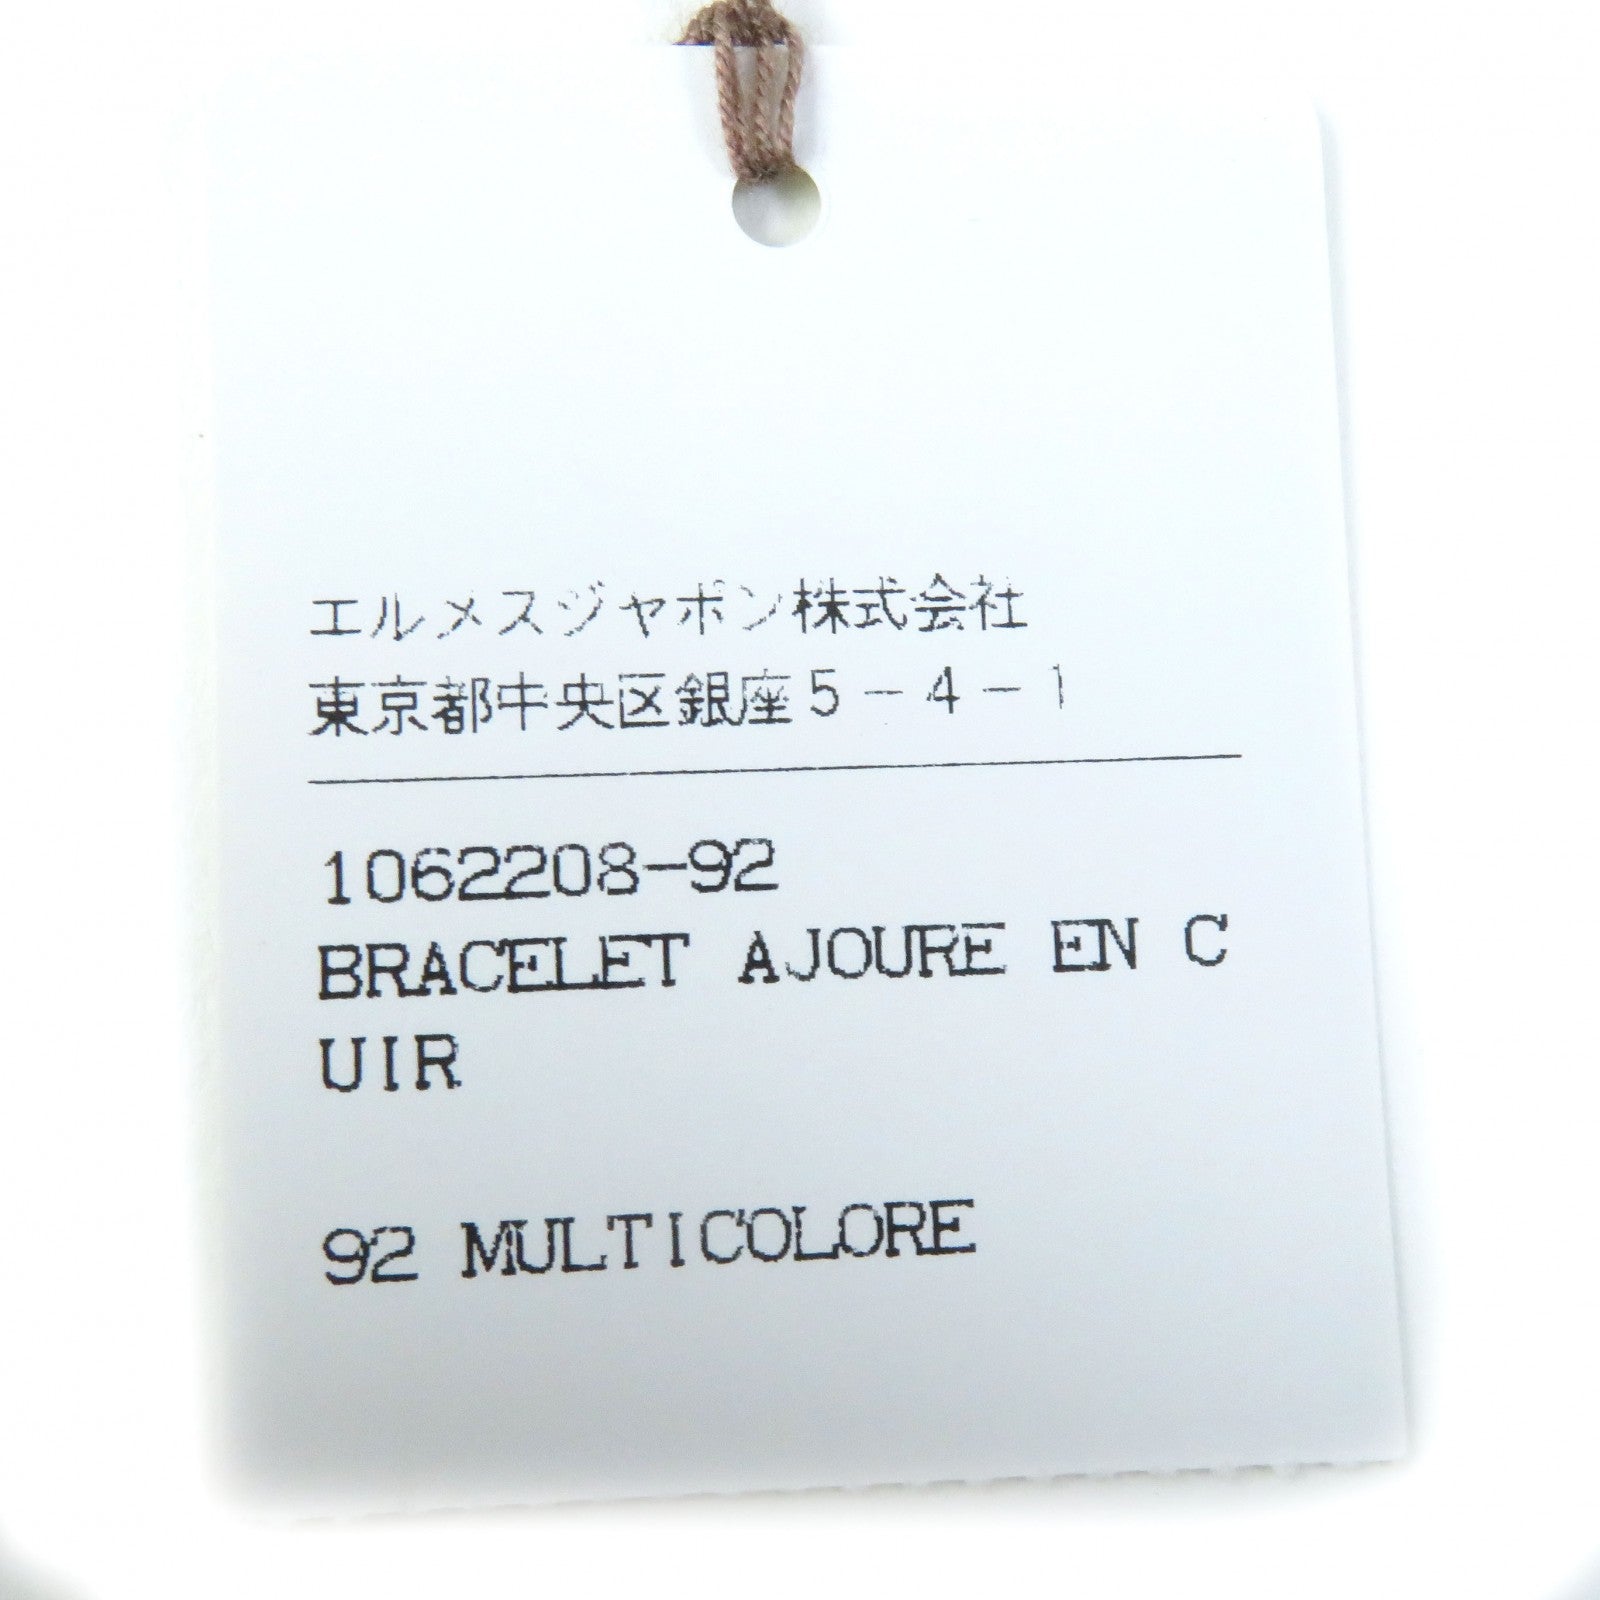 エルメスジャポン株式会社
東京都中央区銀座5-4-1
1062208-92
BRACELET AJOURE EN C
UIR
92 MULTICOLORE